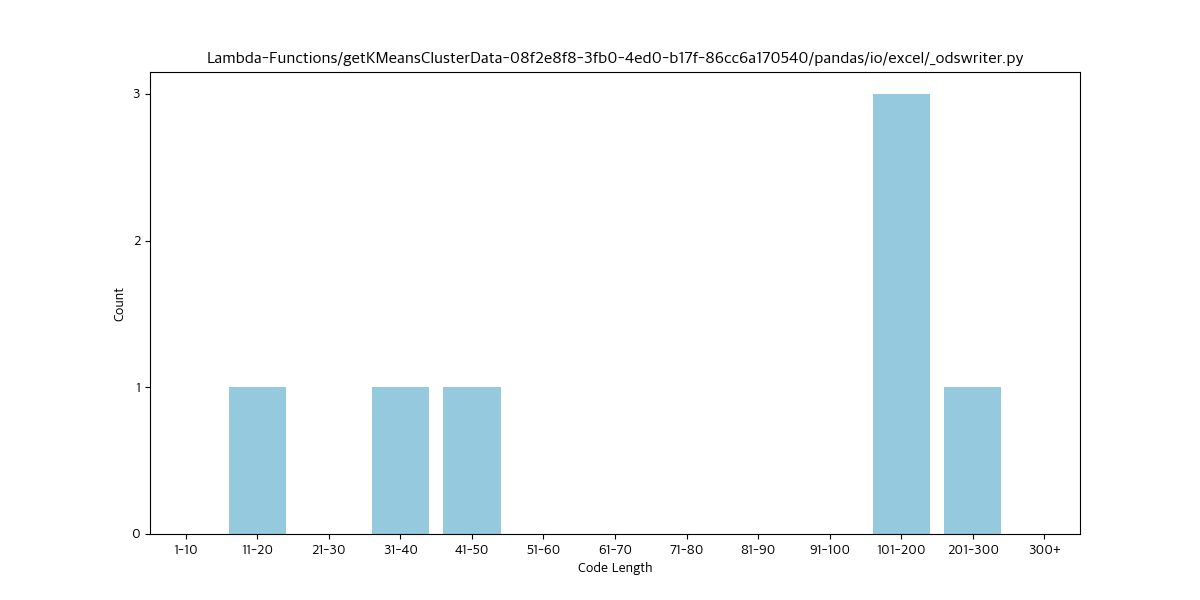 Lambda-Functions/getKMeansClusterData-08f2e8f8-3fb0-4ed0-b17f-86cc6a170540/pandas/io/excel/_odswriter.py
3
2
1
0
Count
1-10 11-20 21-30 31-40 41-50 51-60 61-70 71-80 81-90 91-100 101-200 201-300 300+
Code Length